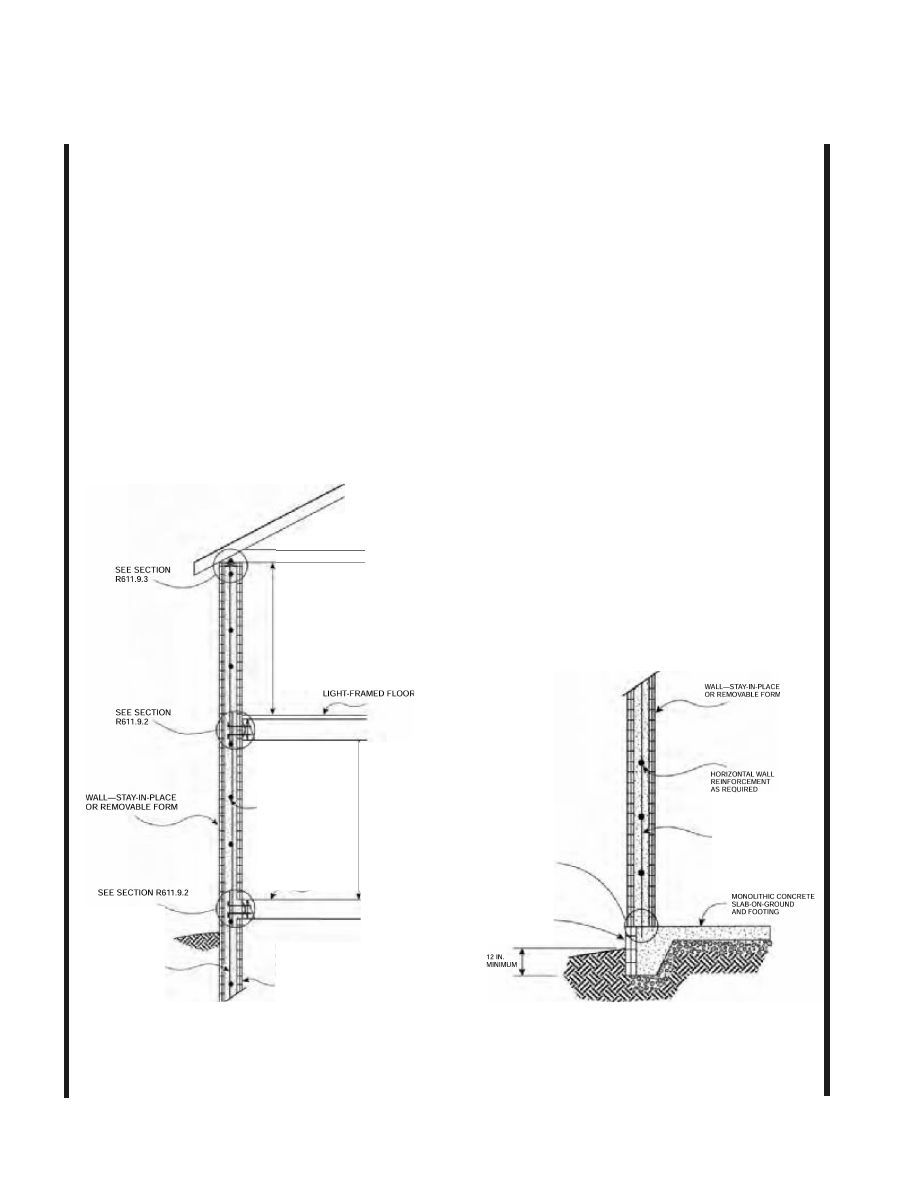 SEE SECTION
R611.9.3
LIGHT-FRAMED FLOOR
SEE SECTION
R611.9.2
WALL—STAY-IN-PLACE
OR REMOVABLE FORM
SEE SECTION R611.9.2
WALL—STAY-IN-PLACE
OR REMOVABLE FORM
HORIZONTAL WALL
REINFORCEMENT
AS REQUIRED
MONOLITHIC CONCRETE
SLAB-ON-GROUND
AND FOOTING
12 IN.
MINIMUM